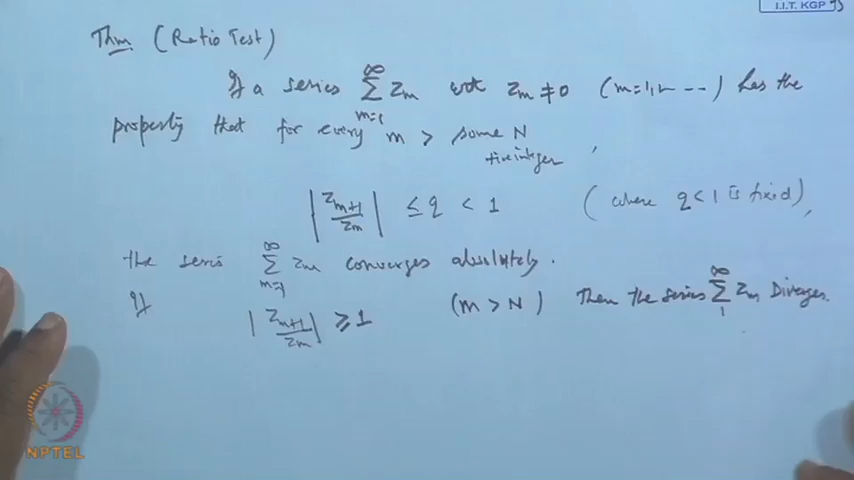 I.I.T. KGP
Thm (Ratio Test)
If a series ∑_{m=1}^{∞} z_m with z_m ≠ 0 (m=1,2, ---) has the
property that for every m > some N
+ive integer,
|z_{m+1}/z_m| ≤ q < 1 (where q<1 is fixed),
the series ∑_{m=1}^{∞} z_m converges absolutely.
If |z_{m+1}/z_m| ≥ 1 (m > N) Then the series ∑_{1}^{∞} z_m Diverges.
NPTEL